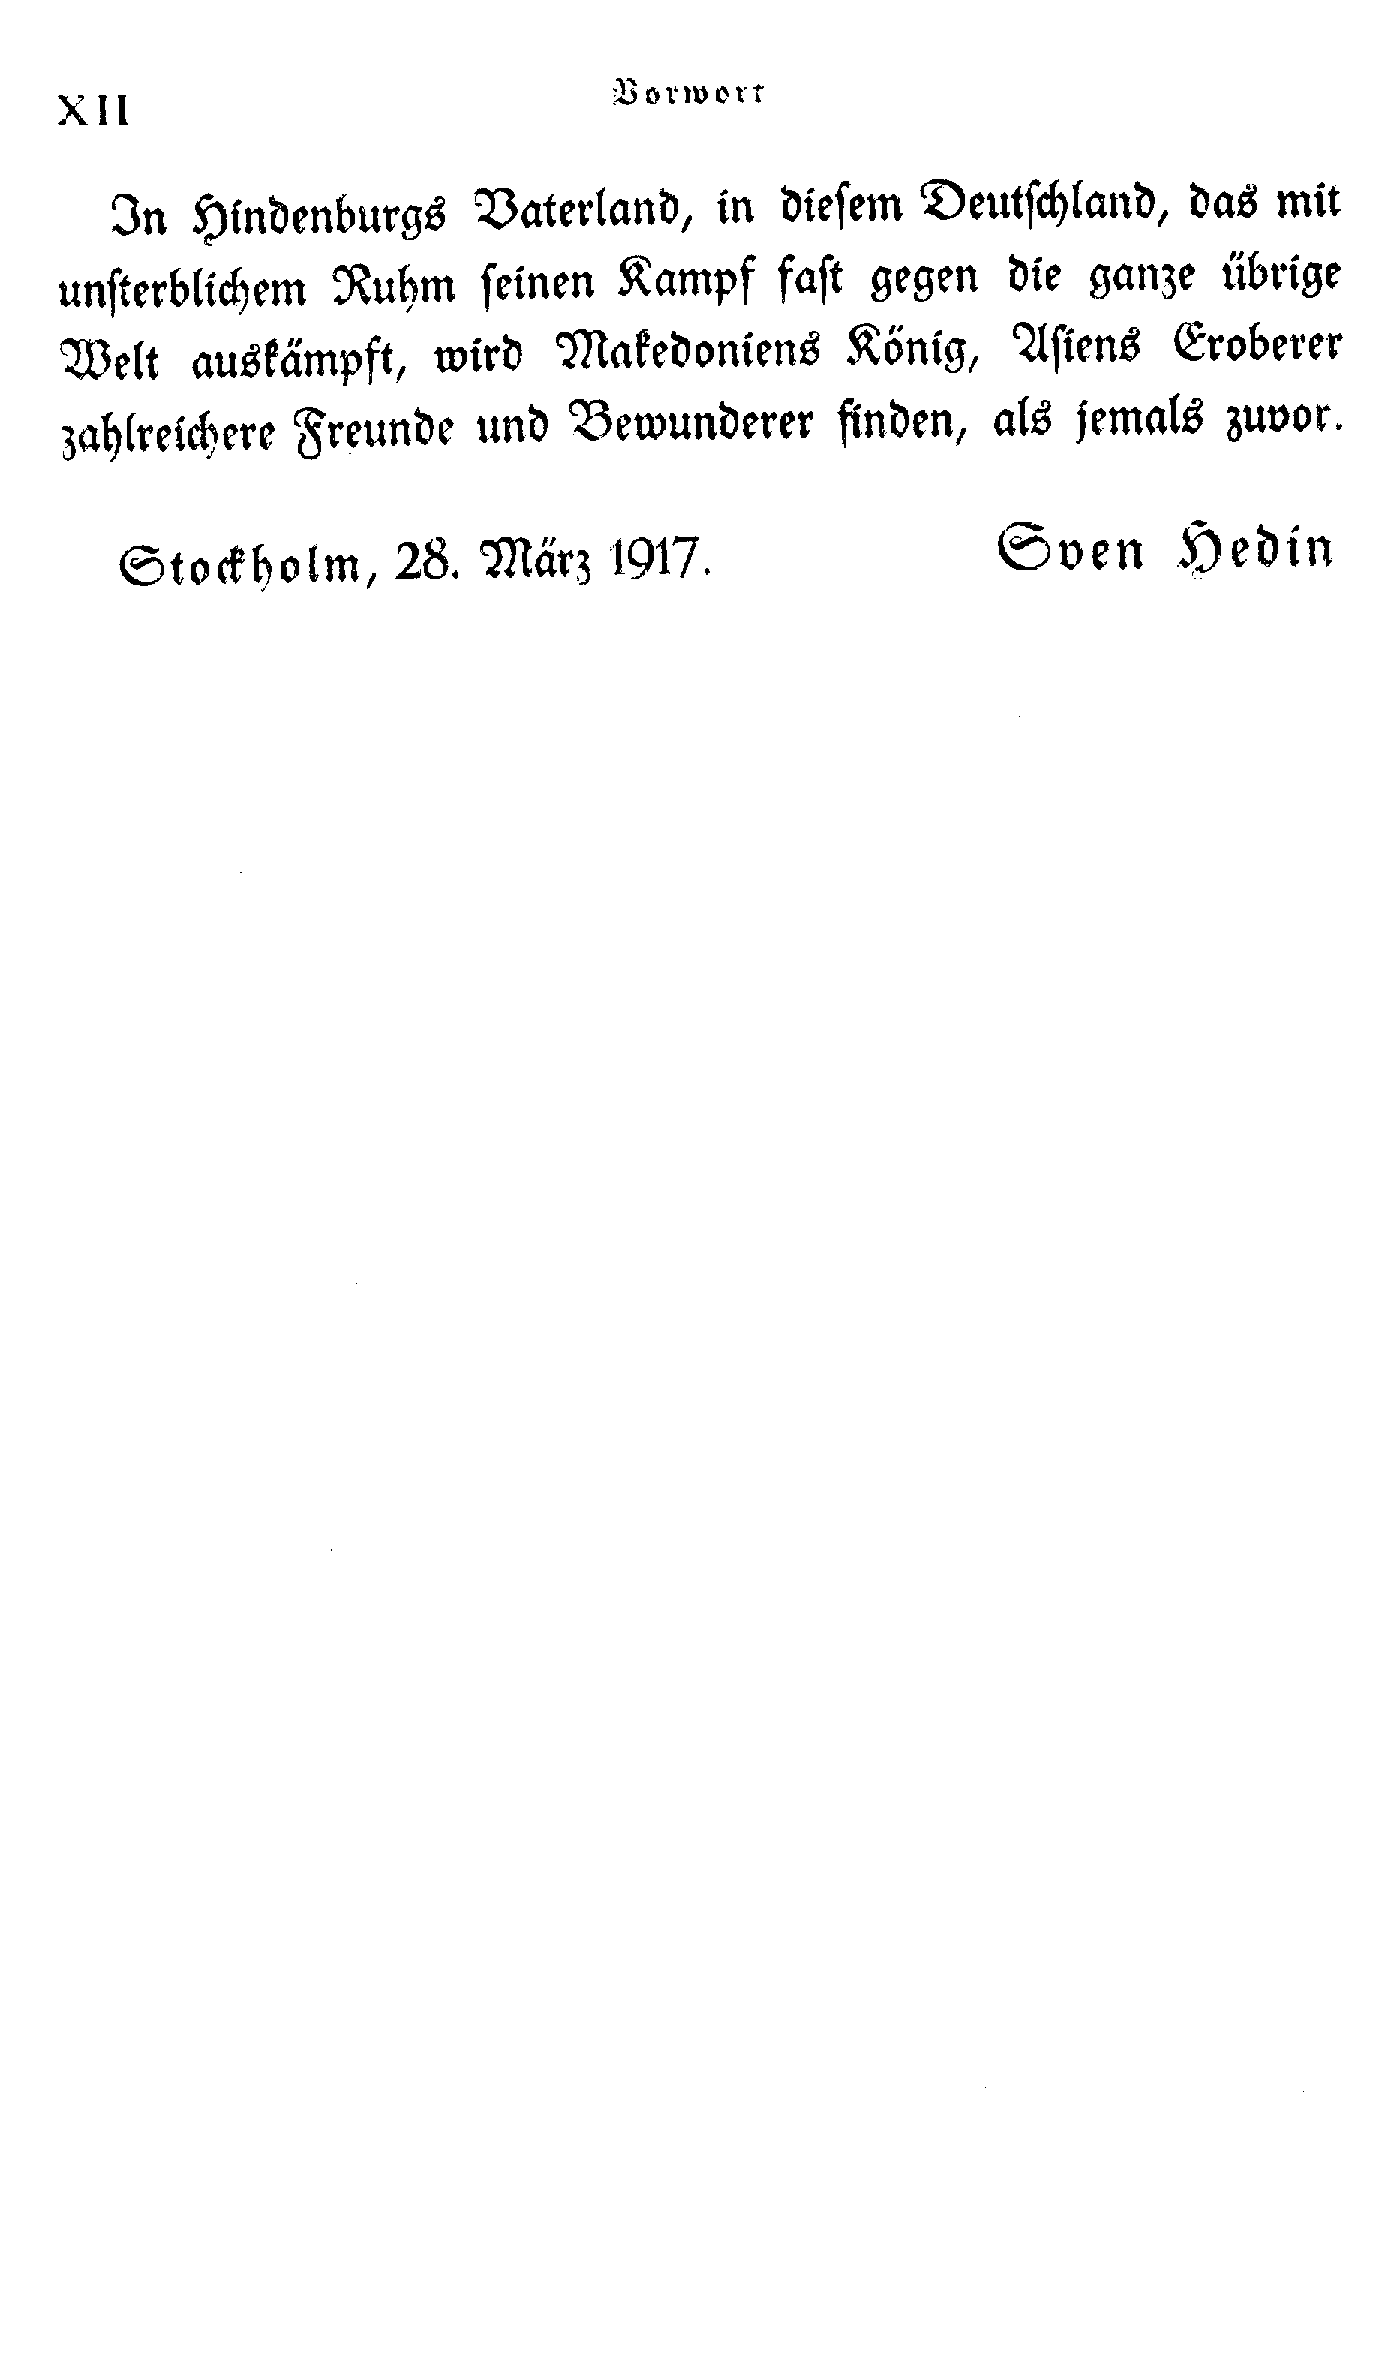 XII
Vorwort
In Hindenburgs Vaterland, in dieſem Deutſchland, das mit
unſterblichem Ruhm ſeinen Kampf faſt gegen die ganze übrige
Welt auskämpft, wird Makedoniens König, Aſiens Eroberer
zahlreichere Freunde und Bewunderer finden, als jemals zuvor.
Stockholm, 28. März 1917.
Sven Hedin